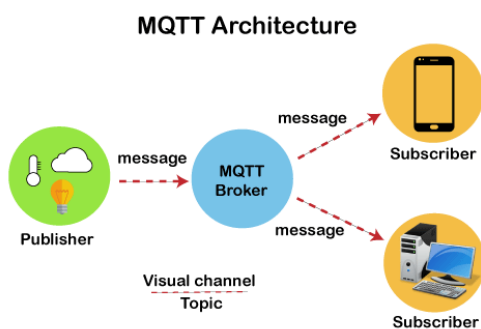 MQTT Architecture
message
Subscriber
message
MQTT
Broker
Publisher
message
Visual channel
Topic
Subscriber